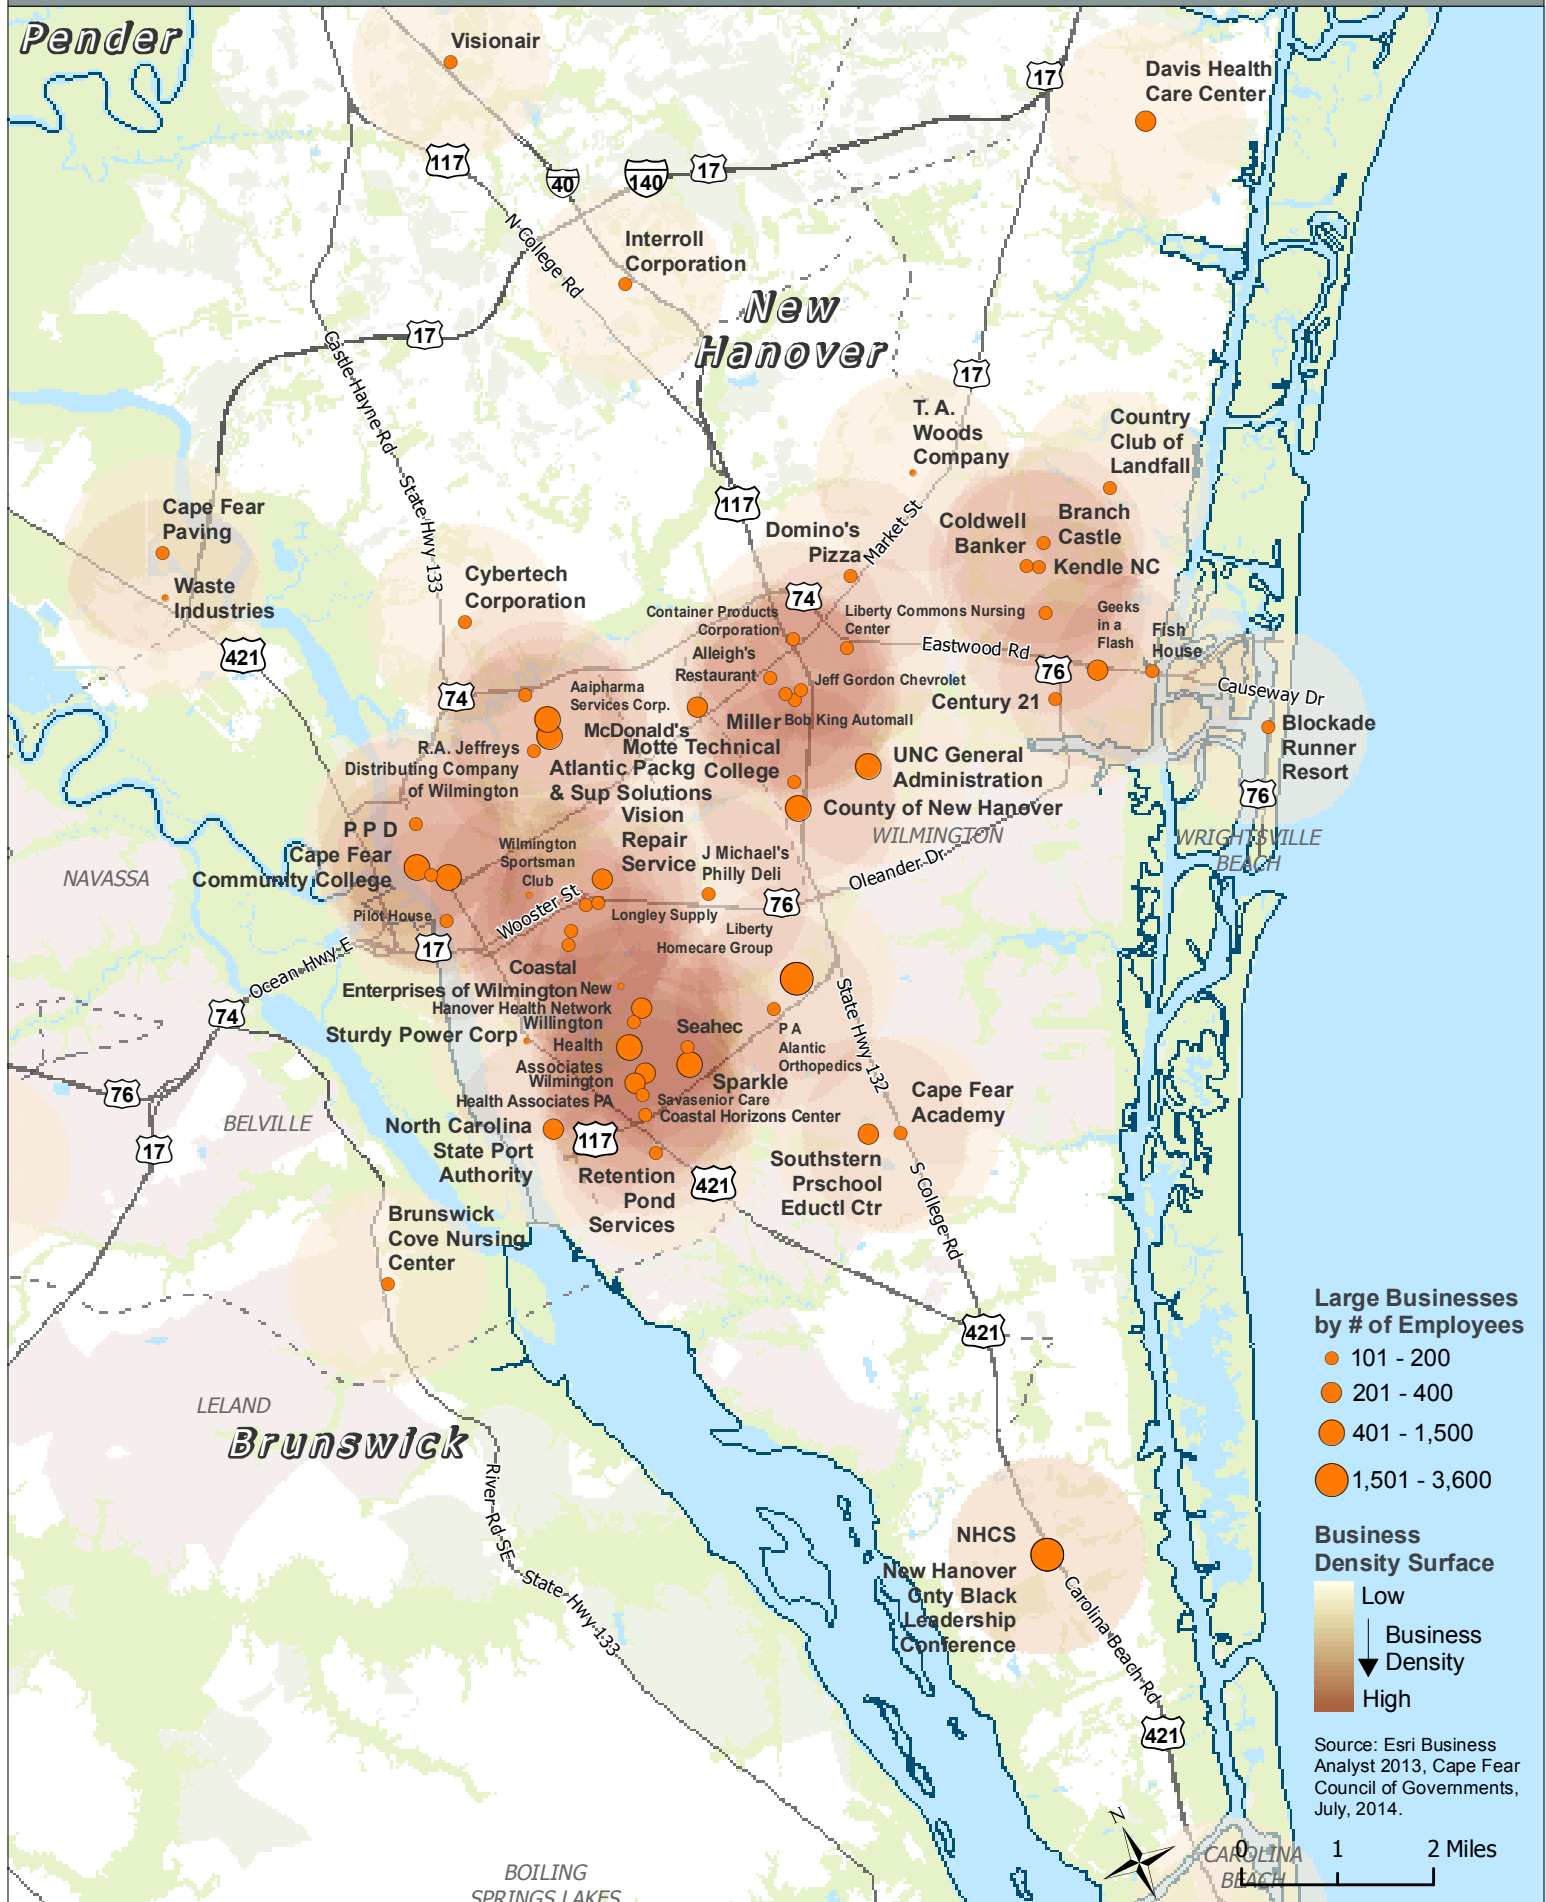 Pender
Visionair
17
Davis Health
Care Center
117
40
140
17
N College Rd
Interroll
Corporation
New
Hanover
17
Castle Hayne Rd
17
T. A.
Woods
Company
Country
Club of
Landfall
State Hwy 133
117
Cape Fear
Paving
Waste
Industries
Market St
Domino's
Pizza
Coldwell
Banker
Branch
Castle
Kendle NC
Cybertech
Corporation
74
Container Products
Corporation
Liberty Commons Nursing
Center
Geeks
in a
Flash
Fish
House
421
Alleigh's
Restaurant
Eastwood Rd
76
Causeway Dr
74
Aaipharma
Services Corp.
Jeff Gordon Chevrolet
Century 21
McDonald's
Miller
Bob King Automall
Blockade
Runner
Resort
R.A. Jeffreys
Distributing Company
of Wilmington
Motte Technical
College
UNC General
Administration
Atlantic Packg
& Sup Solutions
76
County of New Hanover
P P D
Vision
Repair
Service
WILMINGTON
WRIGHTSVILLE
BEACH
Cape Fear
Community College
Wilmington
Sportsman
Club
J Michael's
Philly Deli
Oleander Dr
NAVASSA
Pilot House
Wooster St
76
Longley Supply
Liberty
Homecare Group
17
Ocean Hwy E
Coastal
Enterprises of Wilmington
New
Hanover Health Network
State Hwy 132
74
Willington
Health
Associates
Sturdy Power Corp
Seahec
P A
Alantic
Orthopedics
76
Wilmington
Health Associates PA
Sparkle
Savasenior Care
Coastal Horizons Center
Cape Fear
Academy
BELVILLE
North Carolina
State Port
Authority
117
17
Retention
Pond
Services
421
Southstern
Prschool
Eductl Ctr
S College Rd
Brunswick
Cove Nursing
Center
421
Large Businesses
by # of Employees
101 - 200
201 - 400
401 - 1,500
1,501 - 3,600
LELAND
Brunswick
River Rd SE
State Hwy 133
NHCS
New Hanover
Cnty Black
Leadership
Conference
Carolina Beach Rd
421
Business
Density Surface
Low
Business
Density
High
Source: Esri Business
Analyst 2013, Cape Fear
Council of Governments,
July, 2014.
N
0 1 2 Miles
CAROLINA
BEACH
BOILING
SPRINGS LAKES